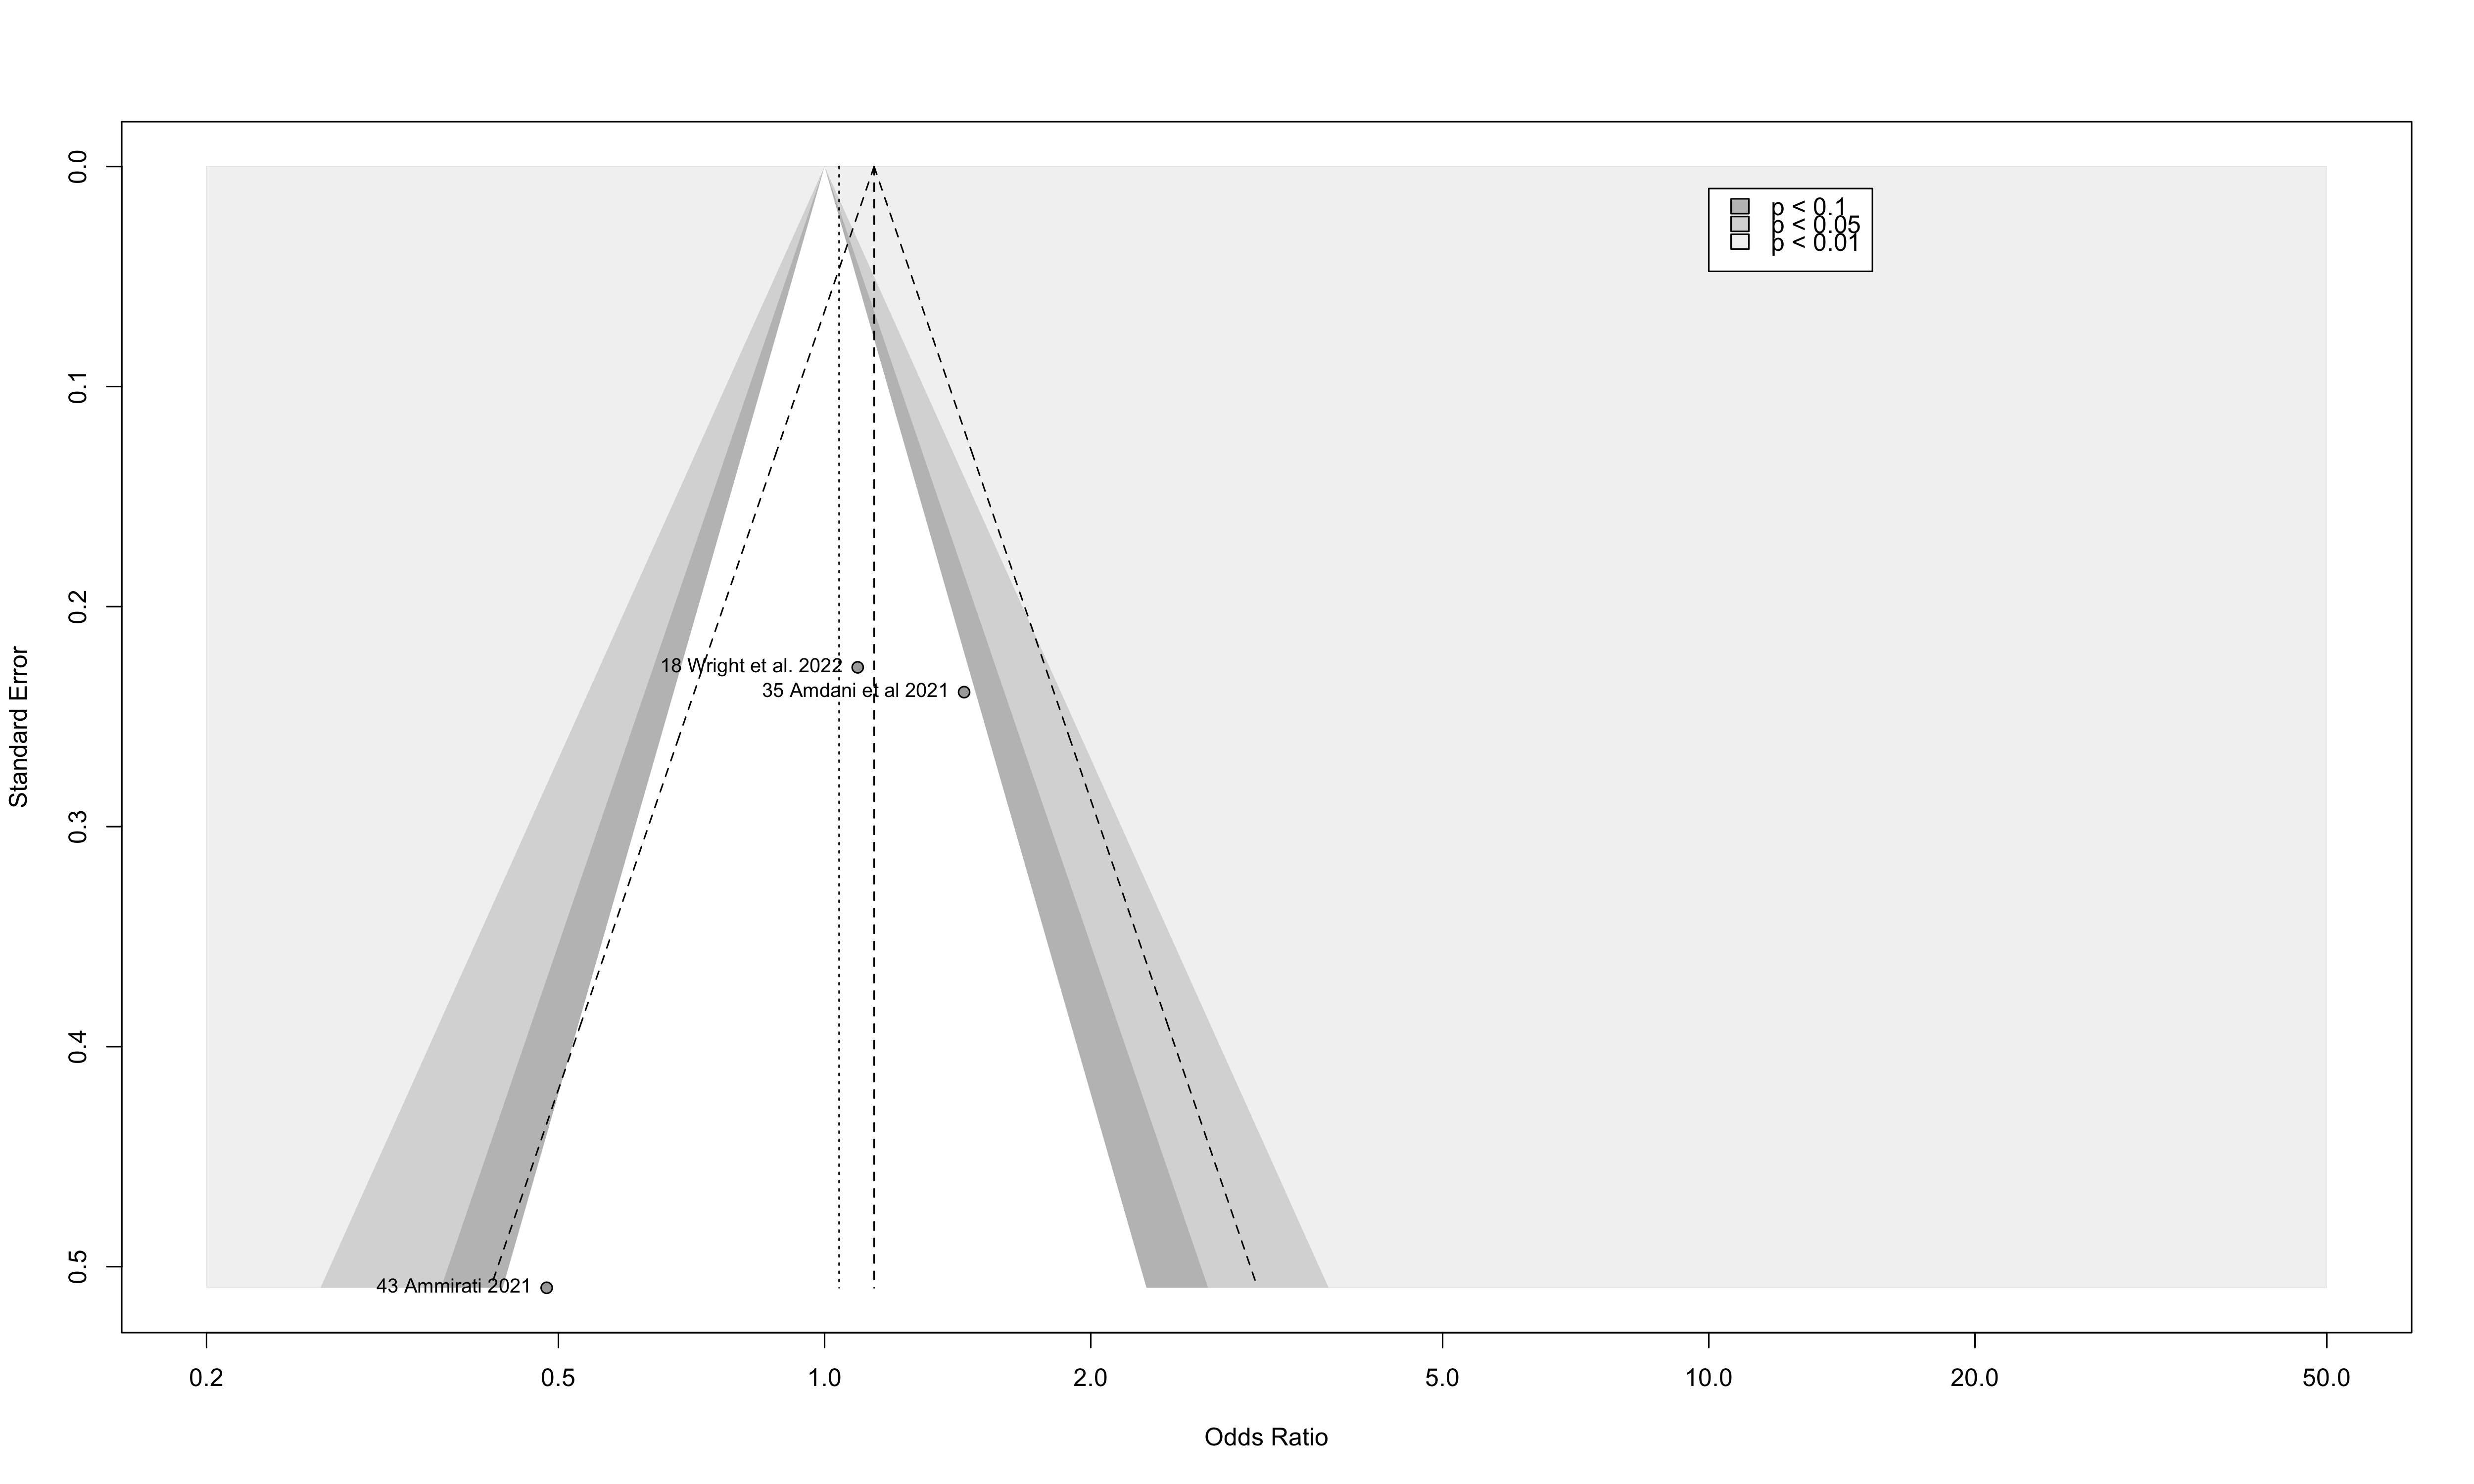 0.0
0.1
0.2
0.3
0.4
0.5
Standard Error
p < 0.1
p < 0.05
p < 0.01
18 Wright et al. 2022
35 Amdani et al 2021
43 Ammirati 2021
0.2 0.5 1.0 2.0 5.0 10.0 20.0 50.0
Odds Ratio